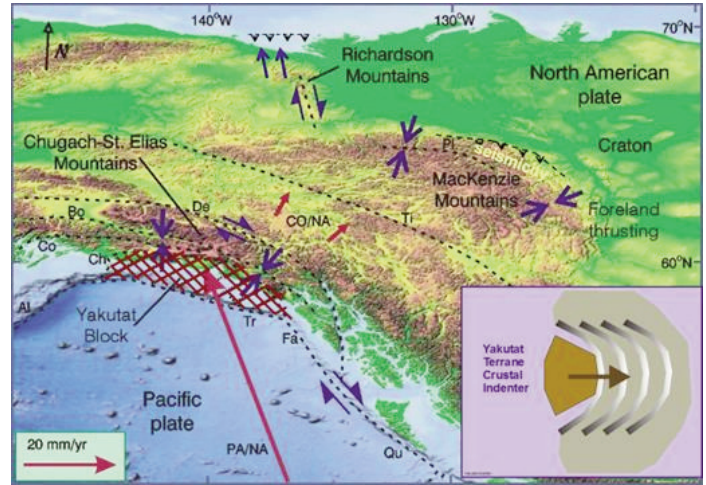 140°W
130°W
70°N
N
Richardson
Mountains
North American
plate
Chugach-St. Elias
Mountains
Pl
Seismicity
Craton
MacKenzie
Mountains
De
Bo
CO/NA
Ti
Foreland
thrusting
Co
Ch
60°N
Al
Yakutat
Block
Tr
Fa
Yakutat
Terrane
Crustal
Indenter
Pacific
plate
20 mm/yr
PA/NA
Qu